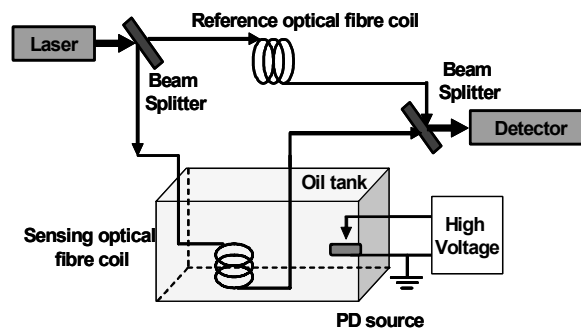 Reference optical fibre coil
Laser
Beam
Splitter
Beam
Splitter
Detector
Oil tank
Sensing optical
fibre coil
High
Voltage
PD source